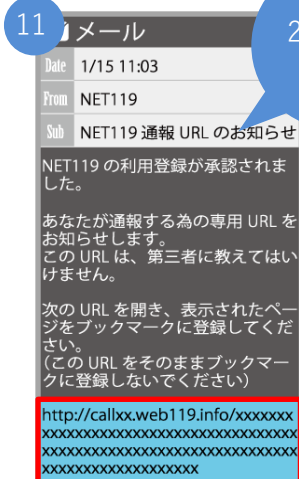 11
2
メール
Date 1/15 11:03
From NET119
Sub NET119 通報 URL のお知らせ
NET119 の利用登録が承認されま
した。
あなたが通報する為の専用 URL を
お知らせします。
この URL は、第三者に教えてはい
けません。
次の URL を開き、表示されたペー
ジをブックマークに登録してくだ
さい。
（この URL をそのままブックマー
クに登録しないでください）
http://callxx.web119.info/xxxxxxx
xxxxxxxxxxxxxxxxxxxxxxxxxxxxx
xxxxxxxxxxxxxxxxxxxxxxxxxxxxx
xxxxxxxxxxxxxxxxxx